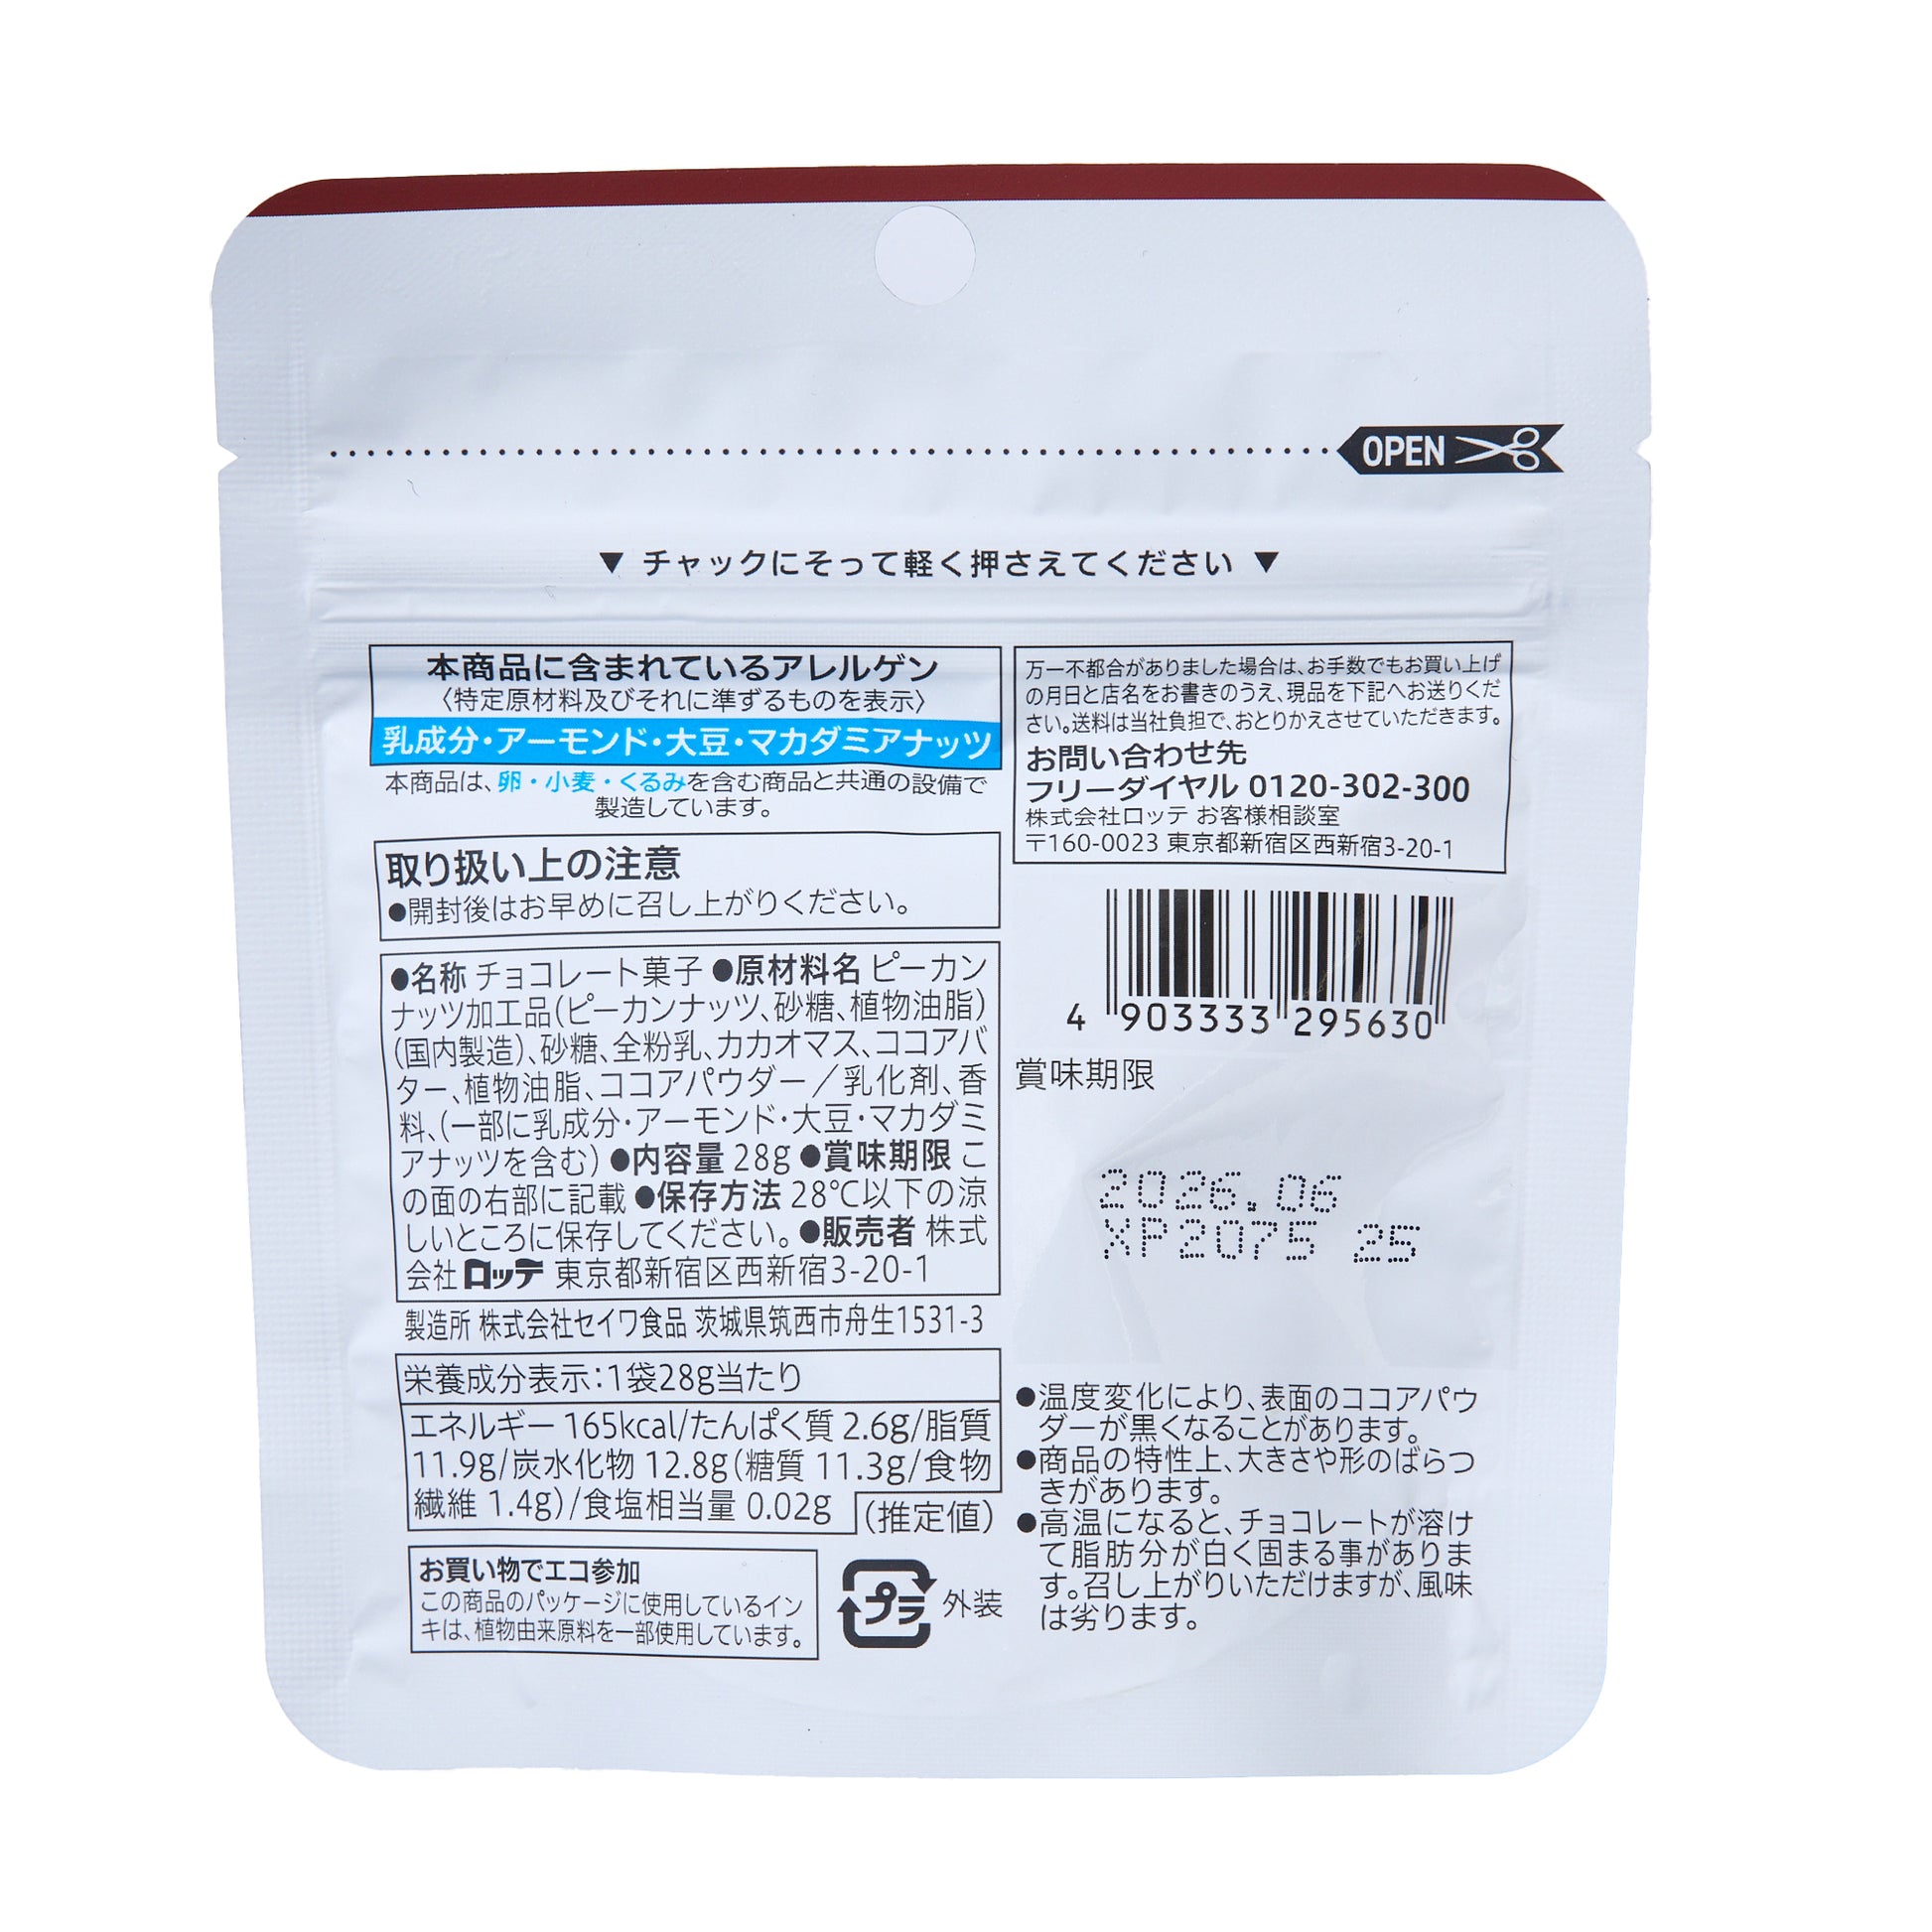 OPEN
▼ チャックにそって軽く押さえてください ▼
本商品に含まれているアレルゲン
〈特定原材料及びそれに準ずるものを表示〉
乳成分・アーモンド・大豆・マカダミアナッツ
本商品は、卵・小麦・くるみを含む商品と共通の設備で
製造しています。
取り扱い上の注意
●開封後はお早めに召し上がりください。
●名称 チョコレート菓子 ●原材料名 ピーカン
ナッツ加工品(ピーカンナッツ、砂糖、植物油脂)
(国内製造)、砂糖、全粉乳、カカオマス、ココアバ
ター、植物油脂、ココアパウダー/乳化剤、香
料、(一部に乳成分・アーモンド・大豆・マカダミ
アナッツを含む) ●内容量 28g ●賞味期限 こ
の面の右部に記載 ●保存方法 28℃以下の涼
しいところに保存してください。 ●販売者 株式
会社 ロッテ 東京都新宿区西新宿3-20-1
製造所 株式会社セイワ食品 茨城県筑西市舟生1531-3
栄養成分表示:1袋28g当たり
エネルギー 165kcal/たんぱく質 2.6g/脂質
11.9g/炭水化物 12.8g(糖質 11.3g/食物
繊維 1.4g)/食塩相当量 0.02g
(推定値)
お買い物でエコ参加
この商品のパッケージに使用しているイン
キは、植物由来原料を一部使用しています。
プラ
外装
万一不都合がありました場合は、お手数でもお買い上げ
の月日と店名をお書きのうえ、現品を下記へお送りくだ
さい。送料は当社負担で、おとりかえさせていただきます。
お問い合わせ先
フリーダイヤル 0120-302-300
株式会社ロッテ お客様相談室
〒160-0023 東京都新宿区西新宿3-20-1
4 903333 295630
賞味期限
2026.06
XP2075 25
●温度変化により、表面のココアパウ
ダーが黒くなることがあります。
●商品の特性上、大きさや形のばらつ
きがあります。
●高温になると、チョコレートが溶け
て脂肪分が白く固まる事がありま
す。召し上がりいただけますが、風味
は劣ります。